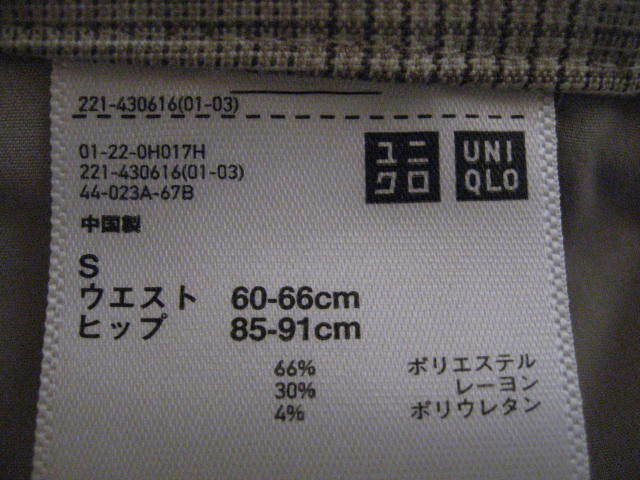 221-430616(01-03)
01-22-0H017H
221-430616(01-03)
44-023A-67B
ユニ
クロ
UNI
QLO
中国製
S
ウエスト 60-66cm
ヒップ 85-91cm
66% ポリエステル
30% レーヨン
4% ポリウレタン